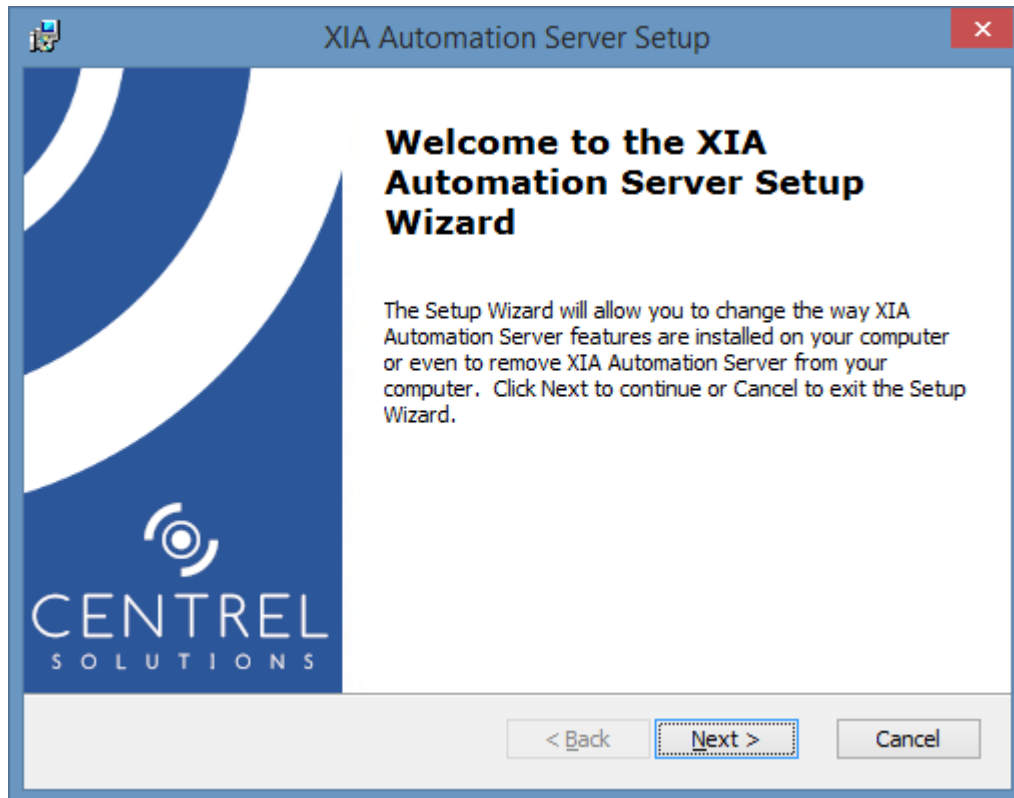 XIA Automation Server Setup
Welcome to the XIA
Automation Server Setup
Wizard
The Setup Wizard will allow you to change the way XIA
Automation Server features are installed on your computer
or even to remove XIA Automation Server from your
computer.  Click Next to continue or Cancel to exit the Setup
Wizard.
CENTREL
SOLUTIONS
< Back
Next >
Cancel